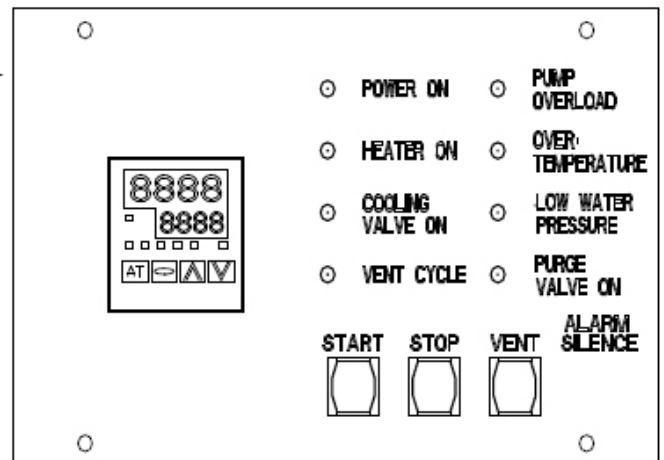 POWER ON
PUMP
OVERLOAD
HEATER ON
OVER-
TEMPERATURE
8888
8888
COOLING
VALVE ON
LOW WATER
PRESSURE
AT
VENT CYCLE
PURGE
VALVE ON
START
STOP
VENT
ALARM
SILENCE